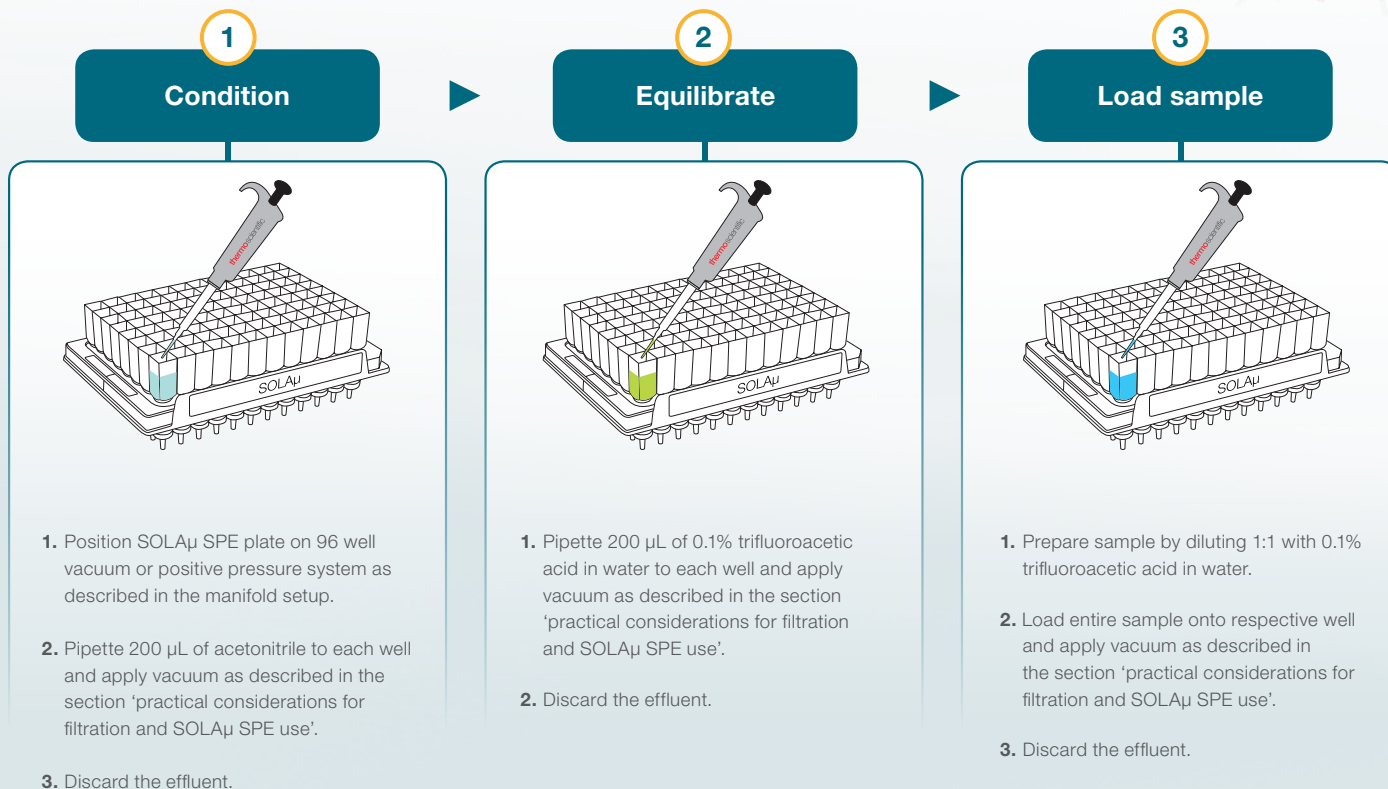 1
Condition
thermo scientific
SOLAµ
1. Position SOLAµ SPE plate on 96 well
vacuum or positive pressure system as
described in the manifold setup.
2. Pipette 200 µL of acetonitrile to each well
and apply vacuum as described in the
section ‘practical considerations for
filtration and SOLAµ SPE use’.
3. Discard the effluent.
2
Equilibrate
thermo scientific
SOLAµ
1. Pipette 200 µL of 0.1% trifluoroacetic
acid in water to each well and apply
vacuum as described in the section
‘practical considerations for filtration
and SOLAµ SPE use’.
2. Discard the effluent.
3
Load sample
thermo scientific
SOLAµ
1. Prepare sample by diluting 1:1 with 0.1%
trifluoroacetic acid in water.
2. Load entire sample onto respective well
and apply vacuum as described in
the section ‘practical considerations for
filtration and SOLAµ SPE use’.
3. Discard the effluent.